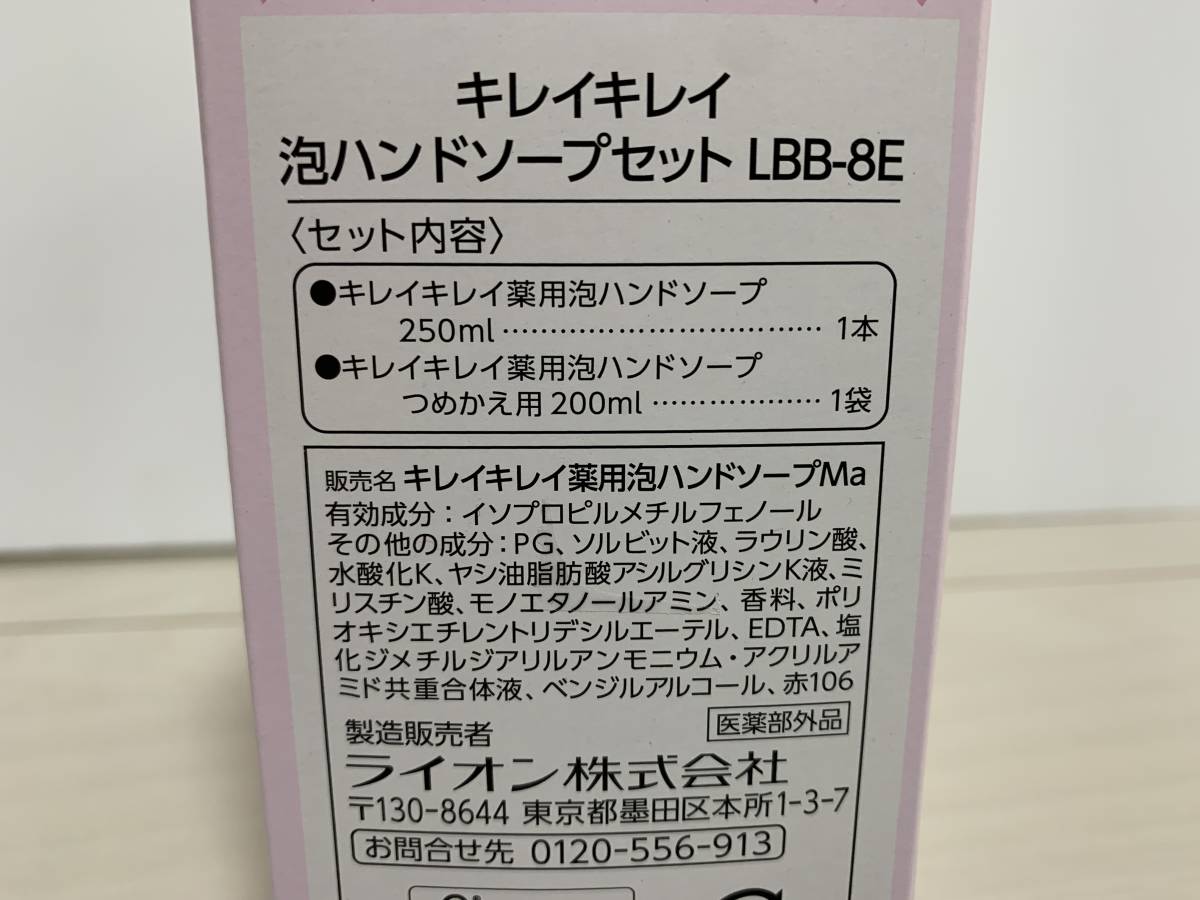 キレイキレイ
泡ハンドソープセット LBB-8E
〈セット内容〉
●キレイキレイ薬用泡ハンドソープ
250ml ……………………………… 1本
●キレイキレイ薬用泡ハンドソープ
つめかえ用 200ml ……………… 1袋
販売名 キレイキレイ薬用泡ハンドソープMa
有効成分：イソプロピルメチルフェノール
その他の成分：PG、ソルビット液、ラウリン酸、
水酸化K、ヤシ油脂肪酸アシルグリシンK液、ミ
リスチン酸、モノエタノールアミン、香料、ポリ
オキシエチレントリデシルエーテル、EDTA、塩
化ジメチルジアリルアンモニウム・アクリルア
ミド共重合体液、ベンジルアルコール、赤106
製造販売者 医薬部外品
ライオン株式会社
〒130-8644 東京都墨田区本所1-3-7
お問合せ先 0120-556-913